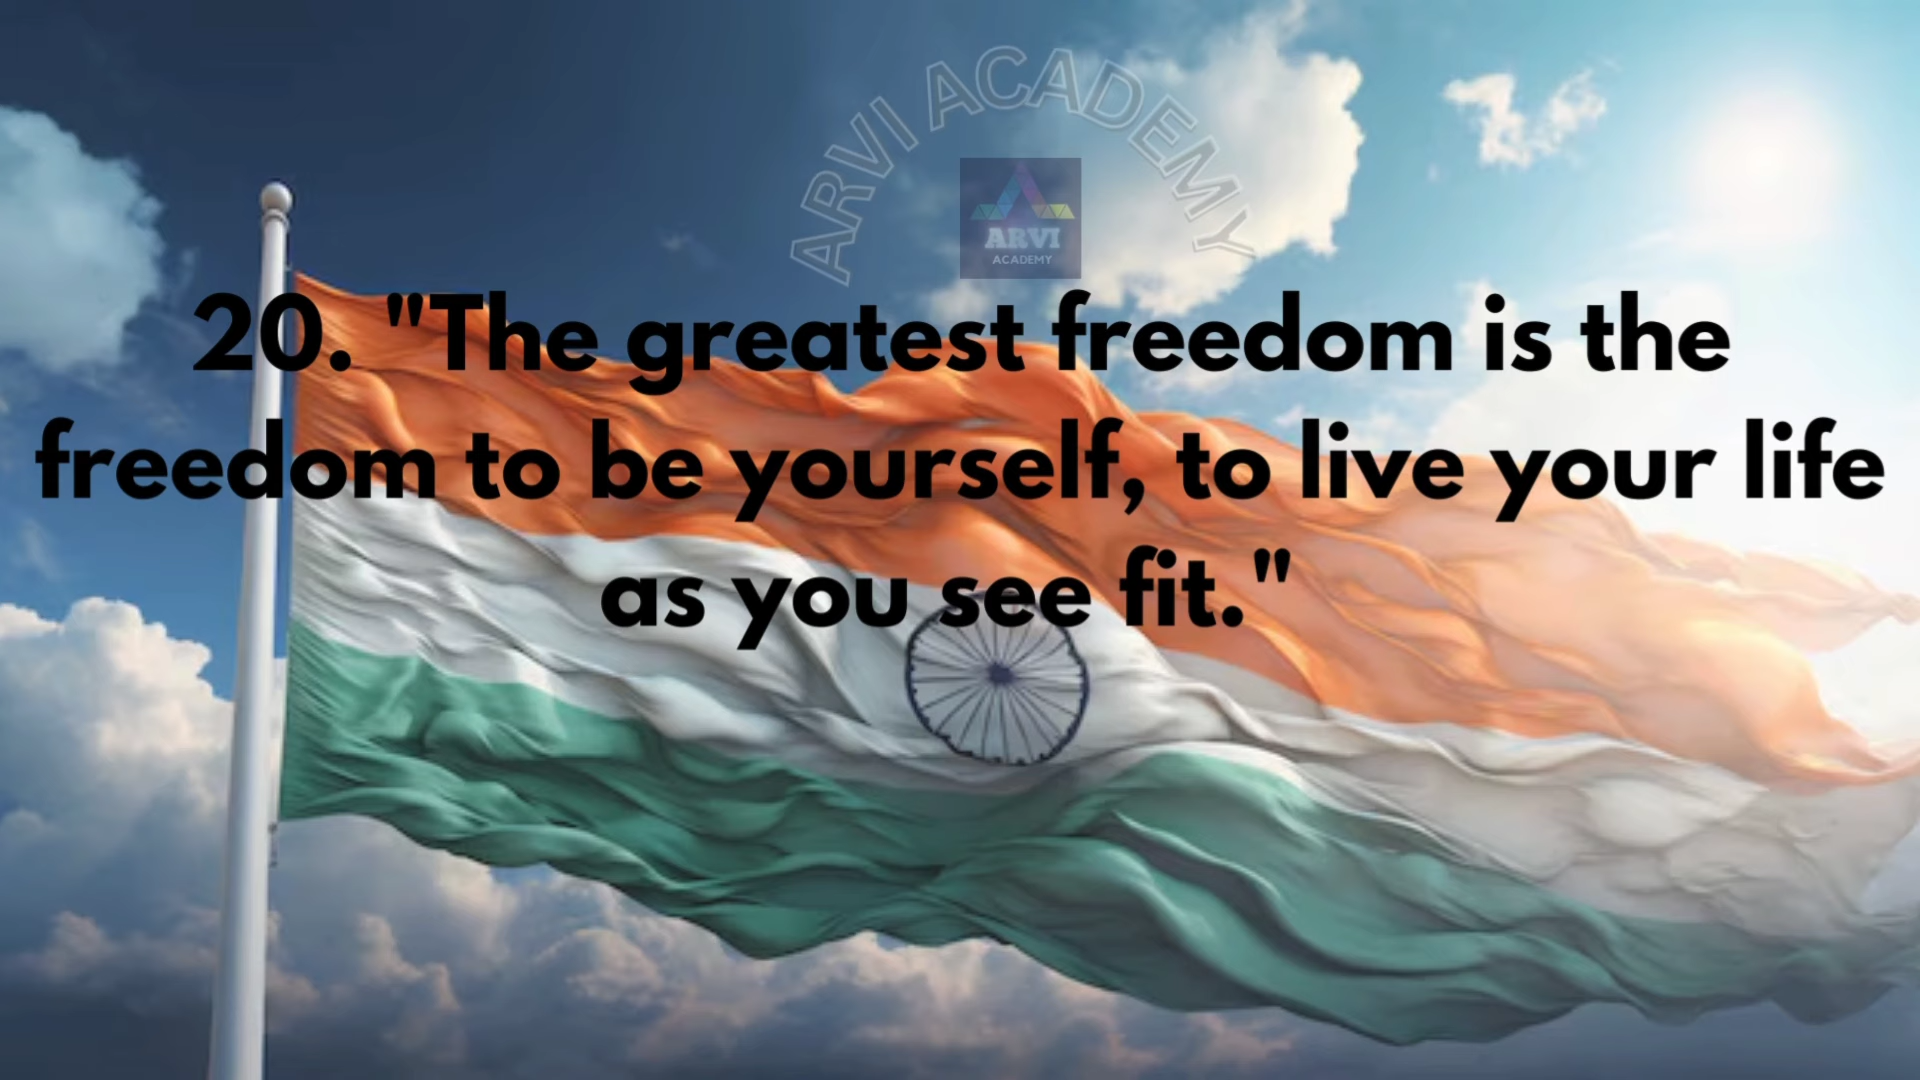 ARVI ACADEMY
ARVI
ACADEMY
20. "The greatest freedom is the
freedom to be yourself, to live your life
as you see fit."